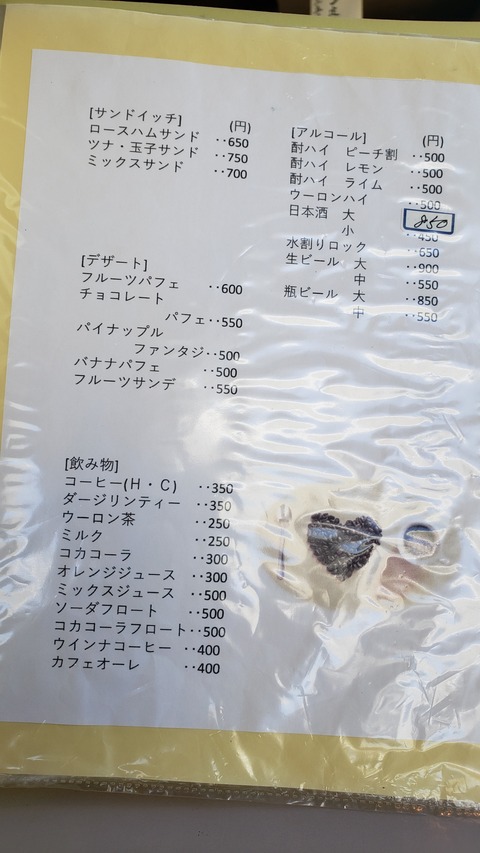 [サンドイッチ]
(円)
ロースハムサンド ‥650
ツナ・玉子サンド ‥750
ミックスサンド ‥700
[デザート]
フルーツパフェ ‥600
チョコレート
パフェ‥550
パイナップル
ファンタジ‥500
バナナパフェ ‥500
フルーツサンデ ‥550
[飲み物]
コーヒー(H・C) ‥350
ダージリンティー ‥350
ウーロン茶 ‥250
ミルク ‥250
コカコーラ ‥300
オレンジジュース ‥300
ミックスジュース ‥500
ソーダフロート ‥500
コカコーラフロート‥500
ウインナコーヒー ‥400
カフェオーレ ‥400
[アルコール] (円)
酎ハイ ピーチ割 ‥500
酎ハイ レモン ‥500
酎ハイ ライム ‥500
ウーロンハイ ‥500
日本酒 大 850
小 ‥450
水割りロック ‥650
生ビール 大 ‥900
中 ‥550
瓶ビール 大 ‥850
中 ‥550